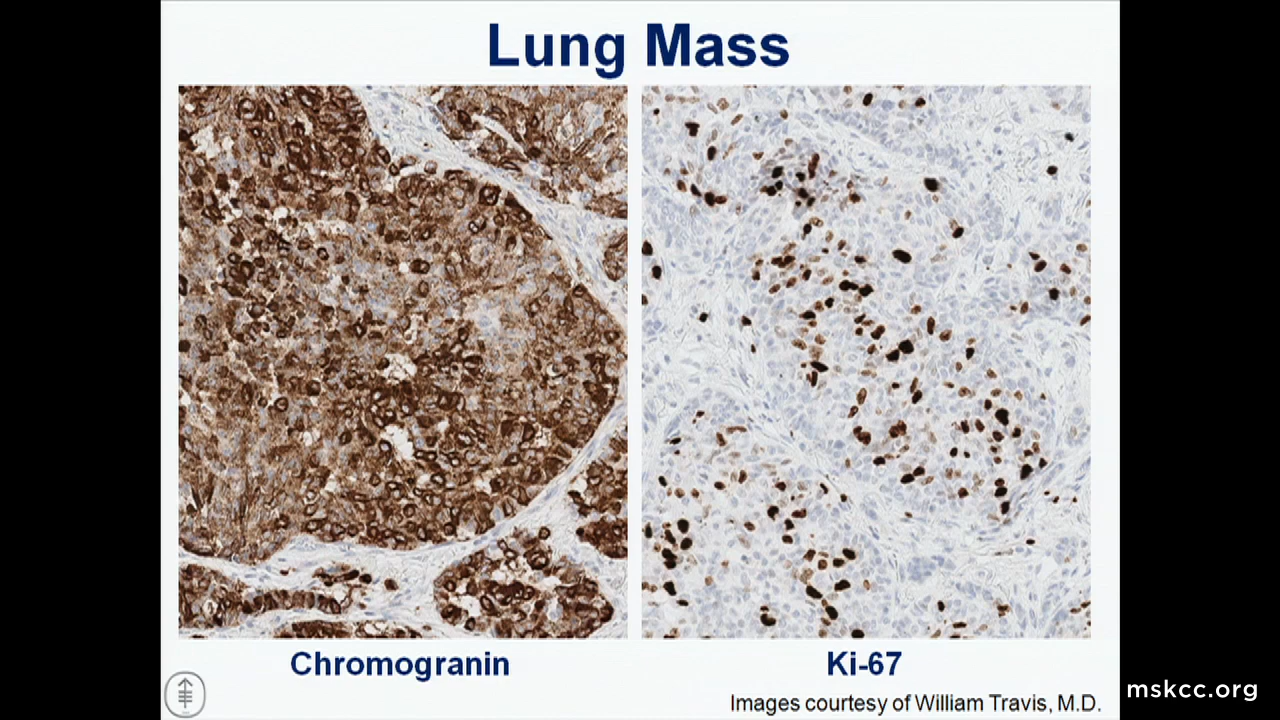 Lung Mass
Chromogranin
Ki-67
Images courtesy of William Travis, M.D.
mskcc.org